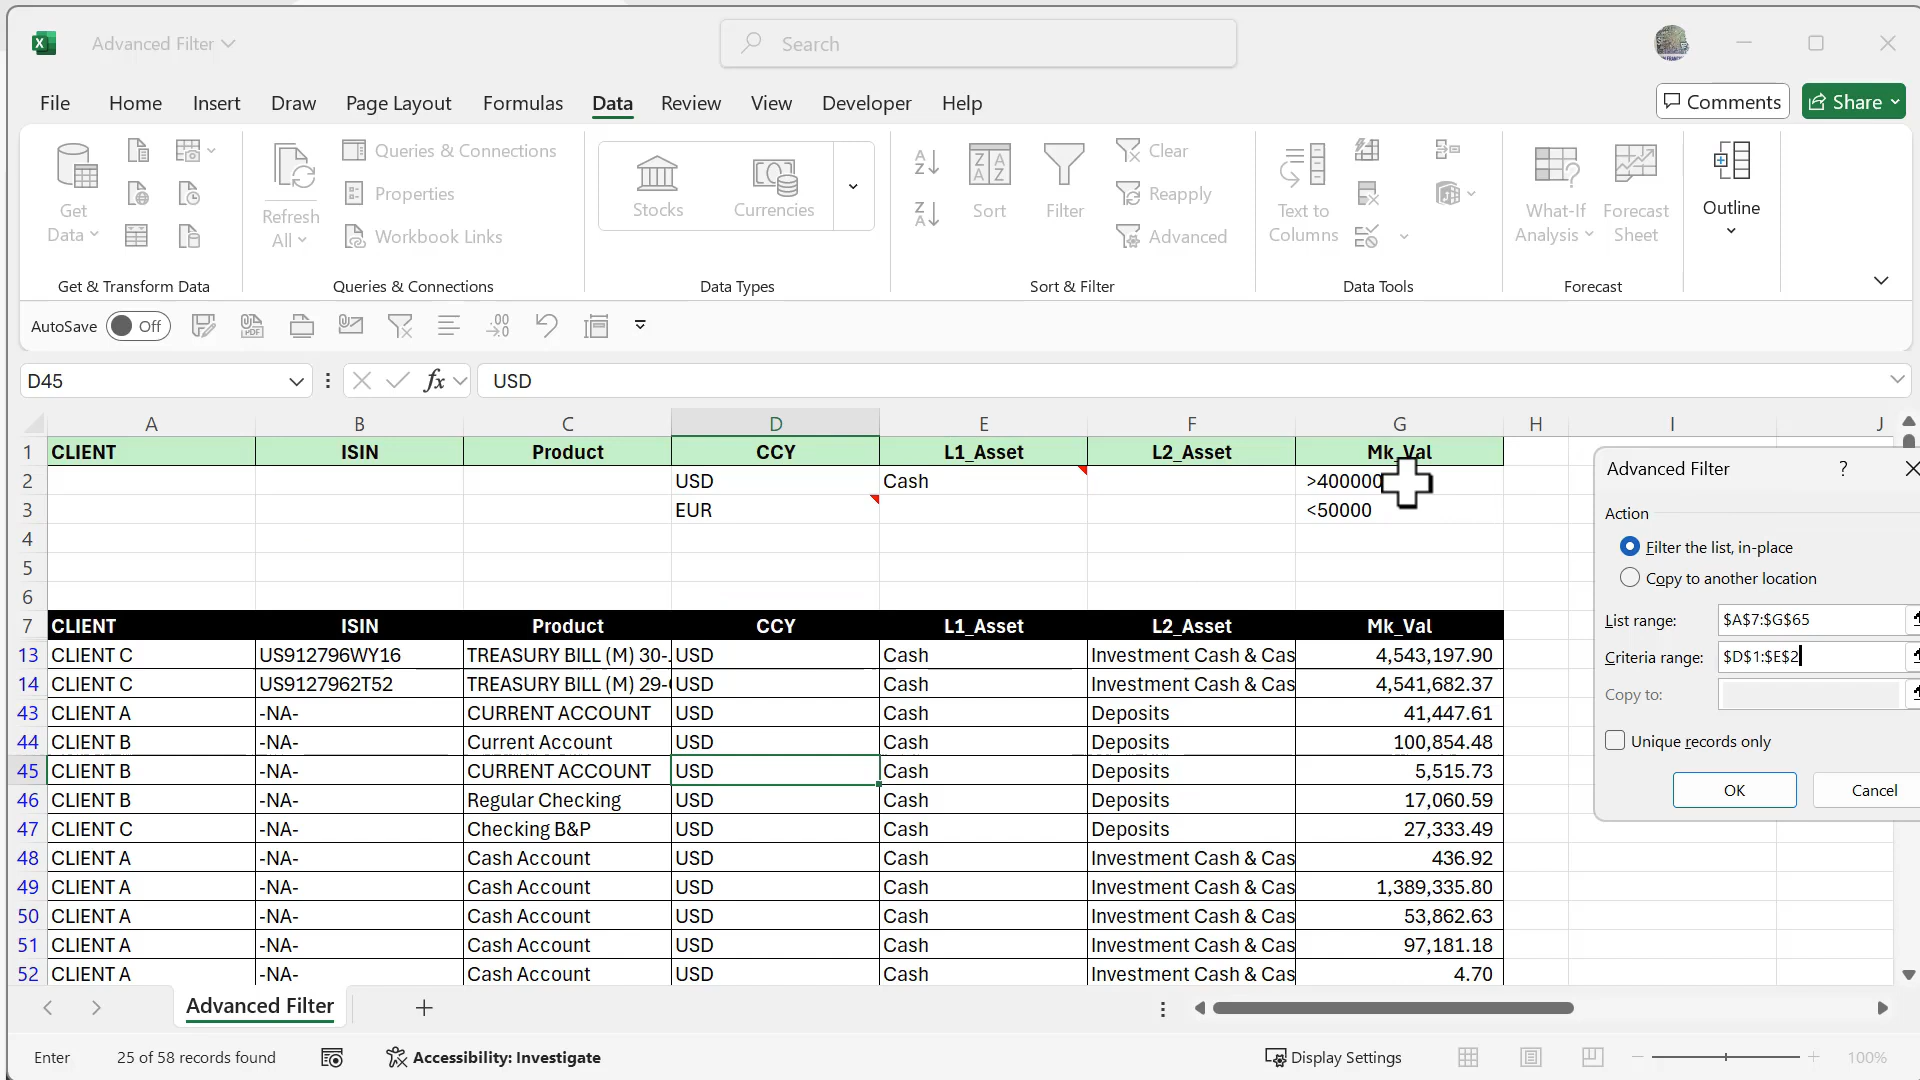 Advanced Filter
Search
File Home Insert Draw Page Layout Formulas Data Review View Developer Help
Comments Share
Get Data
Refresh All
Queries & Connections
Properties
Workbook Links
Stocks Currencies
A Z
Z A
Z A A Z
Sort Filter
Clear
Reapply
Advanced
Text to Columns
What-If Analysis
Forecast Sheet
Outline
Get & Transform Data Queries & Connections Data Types Sort & Filter Data Tools Forecast
AutoSave Off
D45 fx USD
A B C D E F G H I J
1 CLIENT ISIN Product CCY L1_Asset L2_Asset Mk_Val
2 USD Cash >400000
3 EUR <50000
4
5
6
7 CLIENT ISIN Product CCY L1_Asset L2_Asset Mk_Val
13 CLIENT C US912796WY16 TREASURY BILL (M) 30-. USD Cash Investment Cash & Cas 4,543,197.90
14 CLIENT C US9127962T52 TREASURY BILL (M) 29- USD Cash Investment Cash & Cas 4,541,682.37
43 CLIENT A -NA- CURRENT ACCOUNT USD Cash Deposits 41,447.61
44 CLIENT B -NA- Current Account USD Cash Deposits 100,854.48
45 CLIENT B -NA- CURRENT ACCOUNT USD Cash Deposits 5,515.73
46 CLIENT B -NA- Regular Checking USD Cash Deposits 17,060.59
47 CLIENT C -NA- Checking B&P USD Cash Deposits 27,333.49
48 CLIENT A -NA- Cash Account USD Cash Investment Cash & Cas 436.92
49 CLIENT A -NA- Cash Account USD Cash Investment Cash & Cas 1,389,335.80
50 CLIENT A -NA- Cash Account USD Cash Investment Cash & Cas 53,862.63
51 CLIENT A -NA- Cash Account USD Cash Investment Cash & Cas 97,181.18
52 CLIENT A -NA- Cash Account USD Cash Investment Cash & Cas 4.70
Advanced Filter ?
Action
Filter the list, in-place
Copy to another location
List range: $A$7:$G$65
Criteria range: $D$1:$E$2
Copy to:
Unique records only
OK Cancel
Advanced Filter
Enter 25 of 58 records found Accessibility: Investigate Display Settings 100%